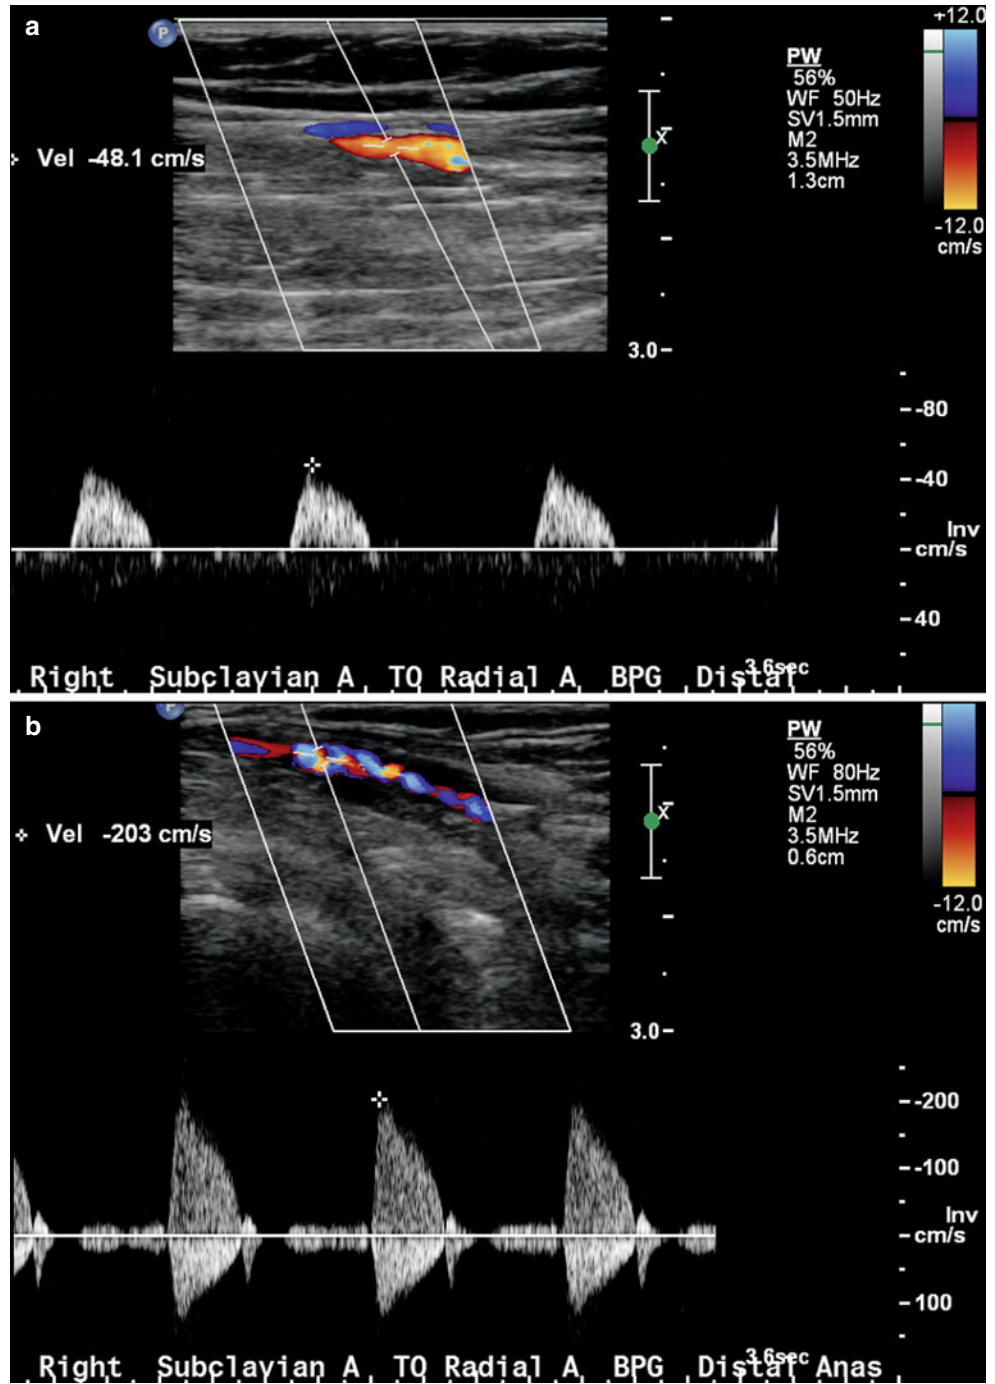 a
P
+12.0
PW
56%
WF 50Hz
SV1.5mm
M2
3.5MHz
1.3cm
X
Vel -48.1 cm/s
-12.0
cm/s
3.0
-80
-40
Inv
cm/s
40
3.6sec
Right Subclavian A TO Radial A BPG Distal
b
P
PW
56%
WF 80Hz
SV1.5mm
M2
3.5MHz
0.6cm
X
Vel -203 cm/s
-12.0
cm/s
3.0
-200
-100
Inv
cm/s
100
3.6sec
Right Subclavian A TO Radial A BPG Distal Anas